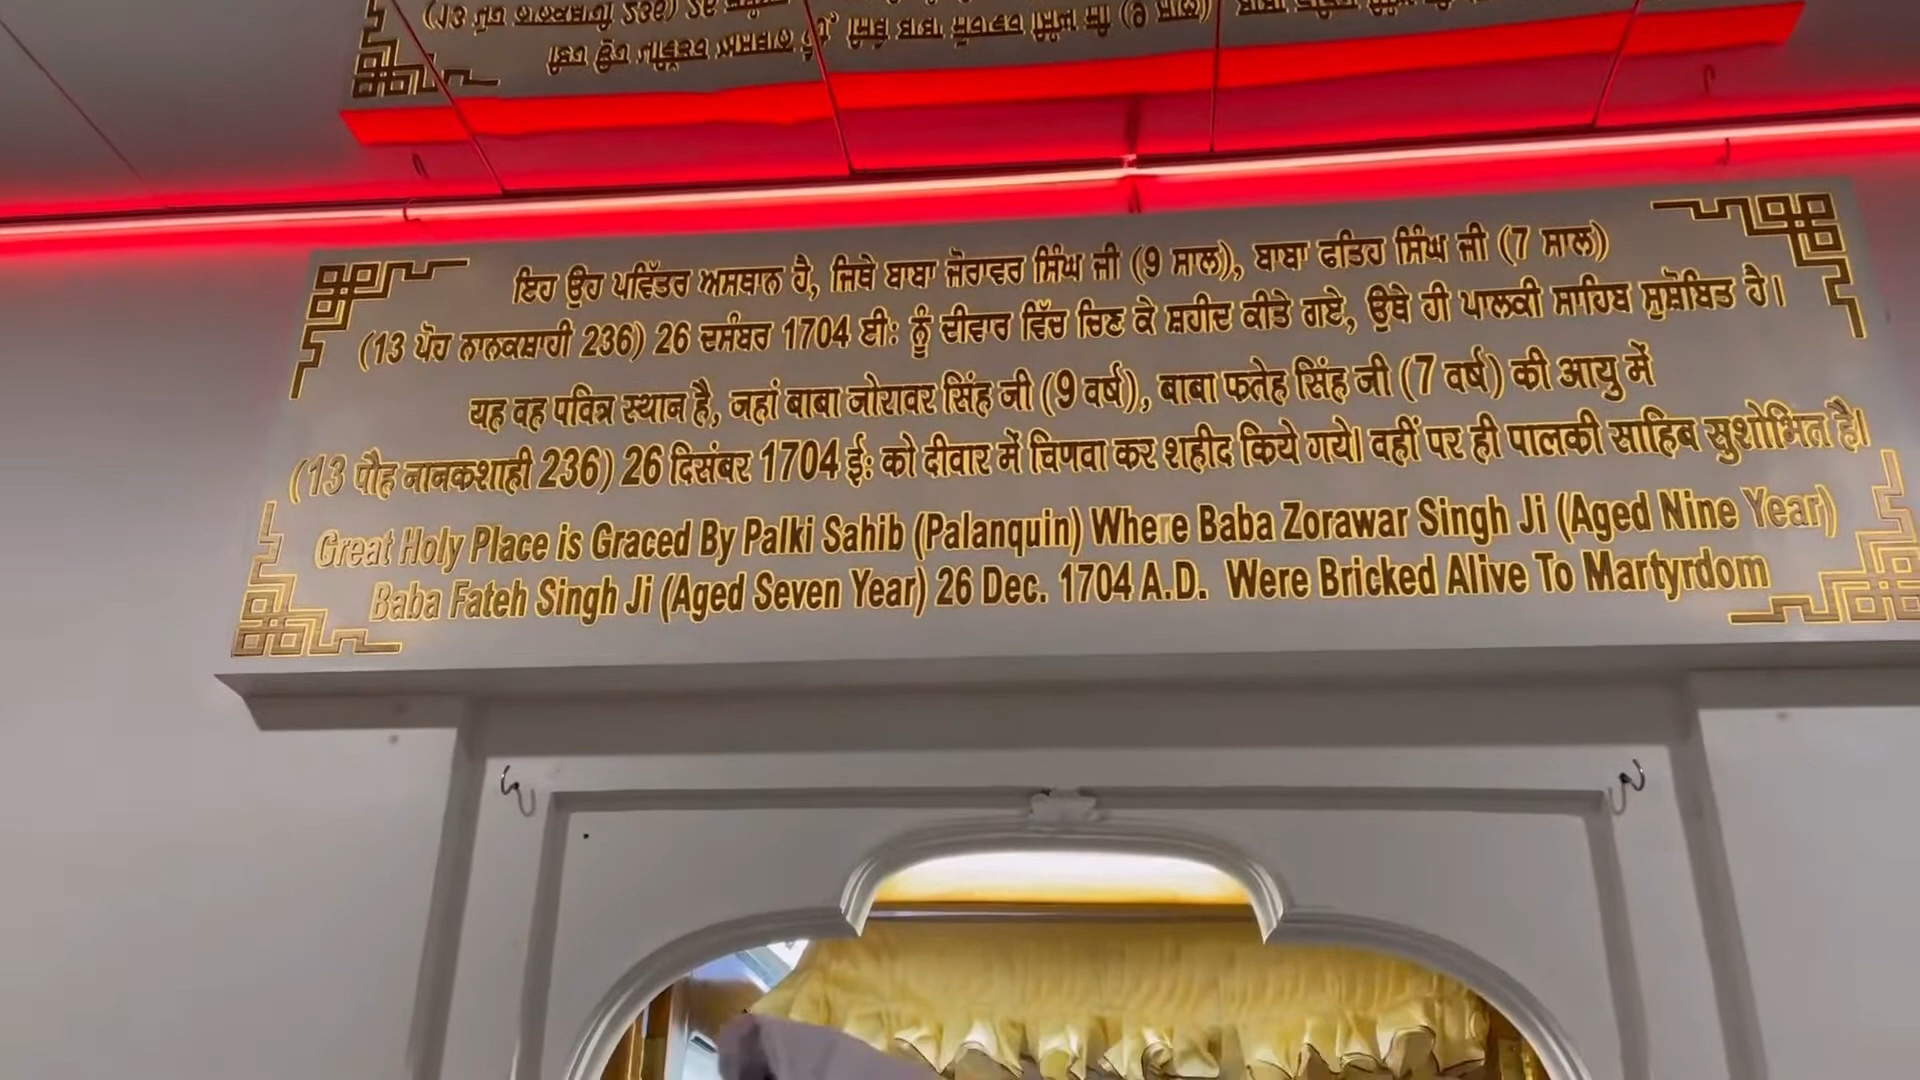 ਇਹ ਉਹ ਪਵਿੱਤਰ ਅਸਥਾਨ ਹੈ, ਜਿਥੇ ਬਾਬਾ ਜੋਰਾਵਰ ਸਿੰਘ ਜੀ (9 ਸਾਲ), ਬਾਬਾ ਫਤਿਹ ਸਿੰਘ ਜੀ (7 ਸਾਲ)
(13 ਪੋਹ ਨਾਨਕਸ਼ਾਹੀ 236) 26 ਦਸੰਬਰ 1704 ਈ: ਨੂੰ ਦੀਵਾਰ ਵਿੱਚ ਚਿਣ ਕੇ ਸ਼ਹੀਦ ਕੀਤੇ ਗਏ, ਉਥੇ ਹੀ ਪਾਲਕੀ ਸਾਹਿਬ ਸੁਸ਼ੋਬਿਤ ਹੈ।
यह वह पवित्र स्थान है, जहां बाबा जोरावर सिंह जी (9 वर्ष), बाबा फतेह सिंह जी (7 वर्ष) की आयु में
(13 पौह नानकशाही 236) 26 दिसंबर 1704 ई: को दीवार में चिणवा कर शहीद किये गये। वहीं पर ही पालकी साहिब सुशोभित है।
Great Holy Place is Graced By Palki Sahib (Palanquin) Where Baba Zorawar Singh Ji (Aged Nine Year)
Baba Fateh Singh Ji (Aged Seven Year) 26 Dec. 1704 A.D. Were Bricked Alive To Martyrdom